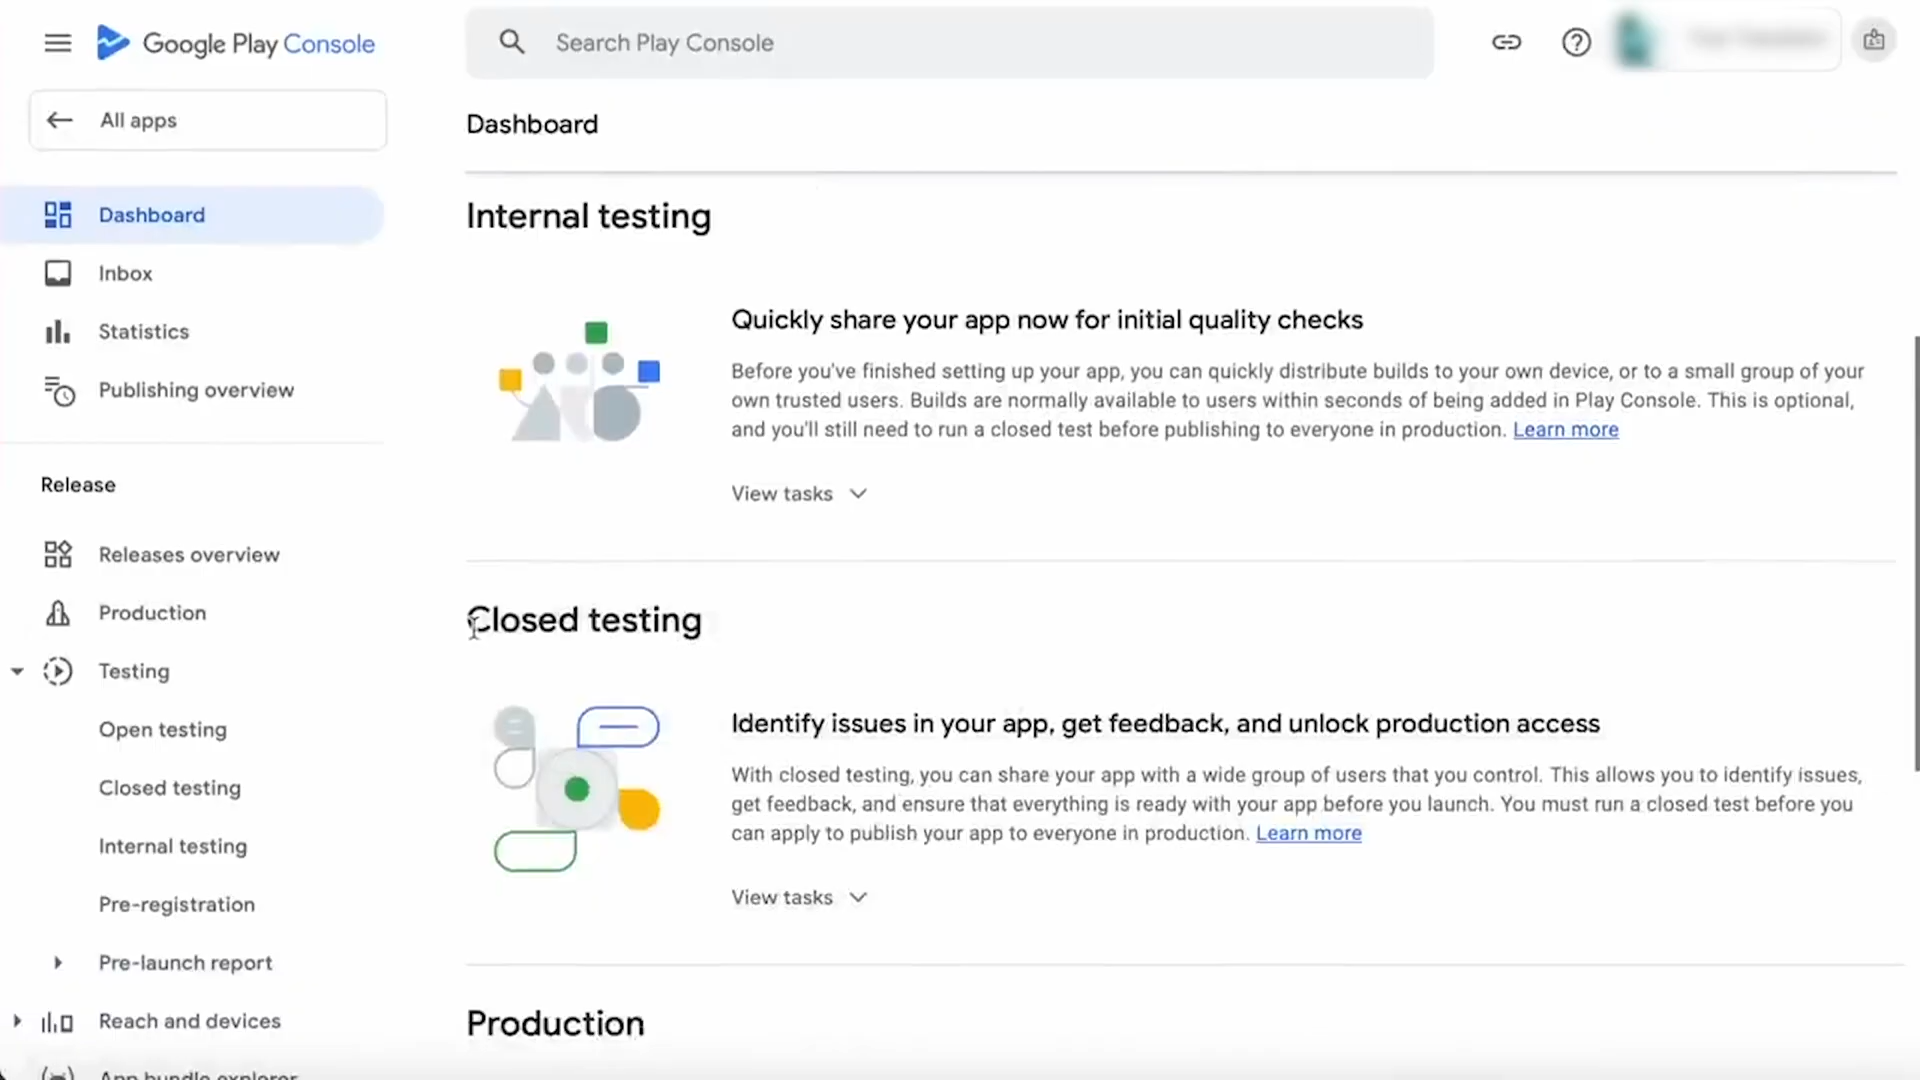 Google Play Console
Search Play Console
All apps
Dashboard
Inbox
Statistics
Publishing overview
Release
Releases overview
Production
Testing
Open testing
Closed testing
Internal testing
Pre-registration
Pre-launch report
Reach and devices
App bundle explorer
Dashboard
Internal testing
Quickly share your app now for initial quality checks
Before you've finished setting up your app, you can quickly distribute builds to your own device, or to a small group of your
own trusted users. Builds are normally available to users within seconds of being added in Play Console. This is optional,
and you'll still need to run a closed test before publishing to everyone in production. Learn more
View tasks
Closed testing
Identify issues in your app, get feedback, and unlock production access
With closed testing, you can share your app with a wide group of users that you control. This allows you to identify issues,
get feedback, and ensure that everything is ready with your app before you launch. You must run a closed test before you
can apply to publish your app to everyone in production. Learn more
View tasks
Production